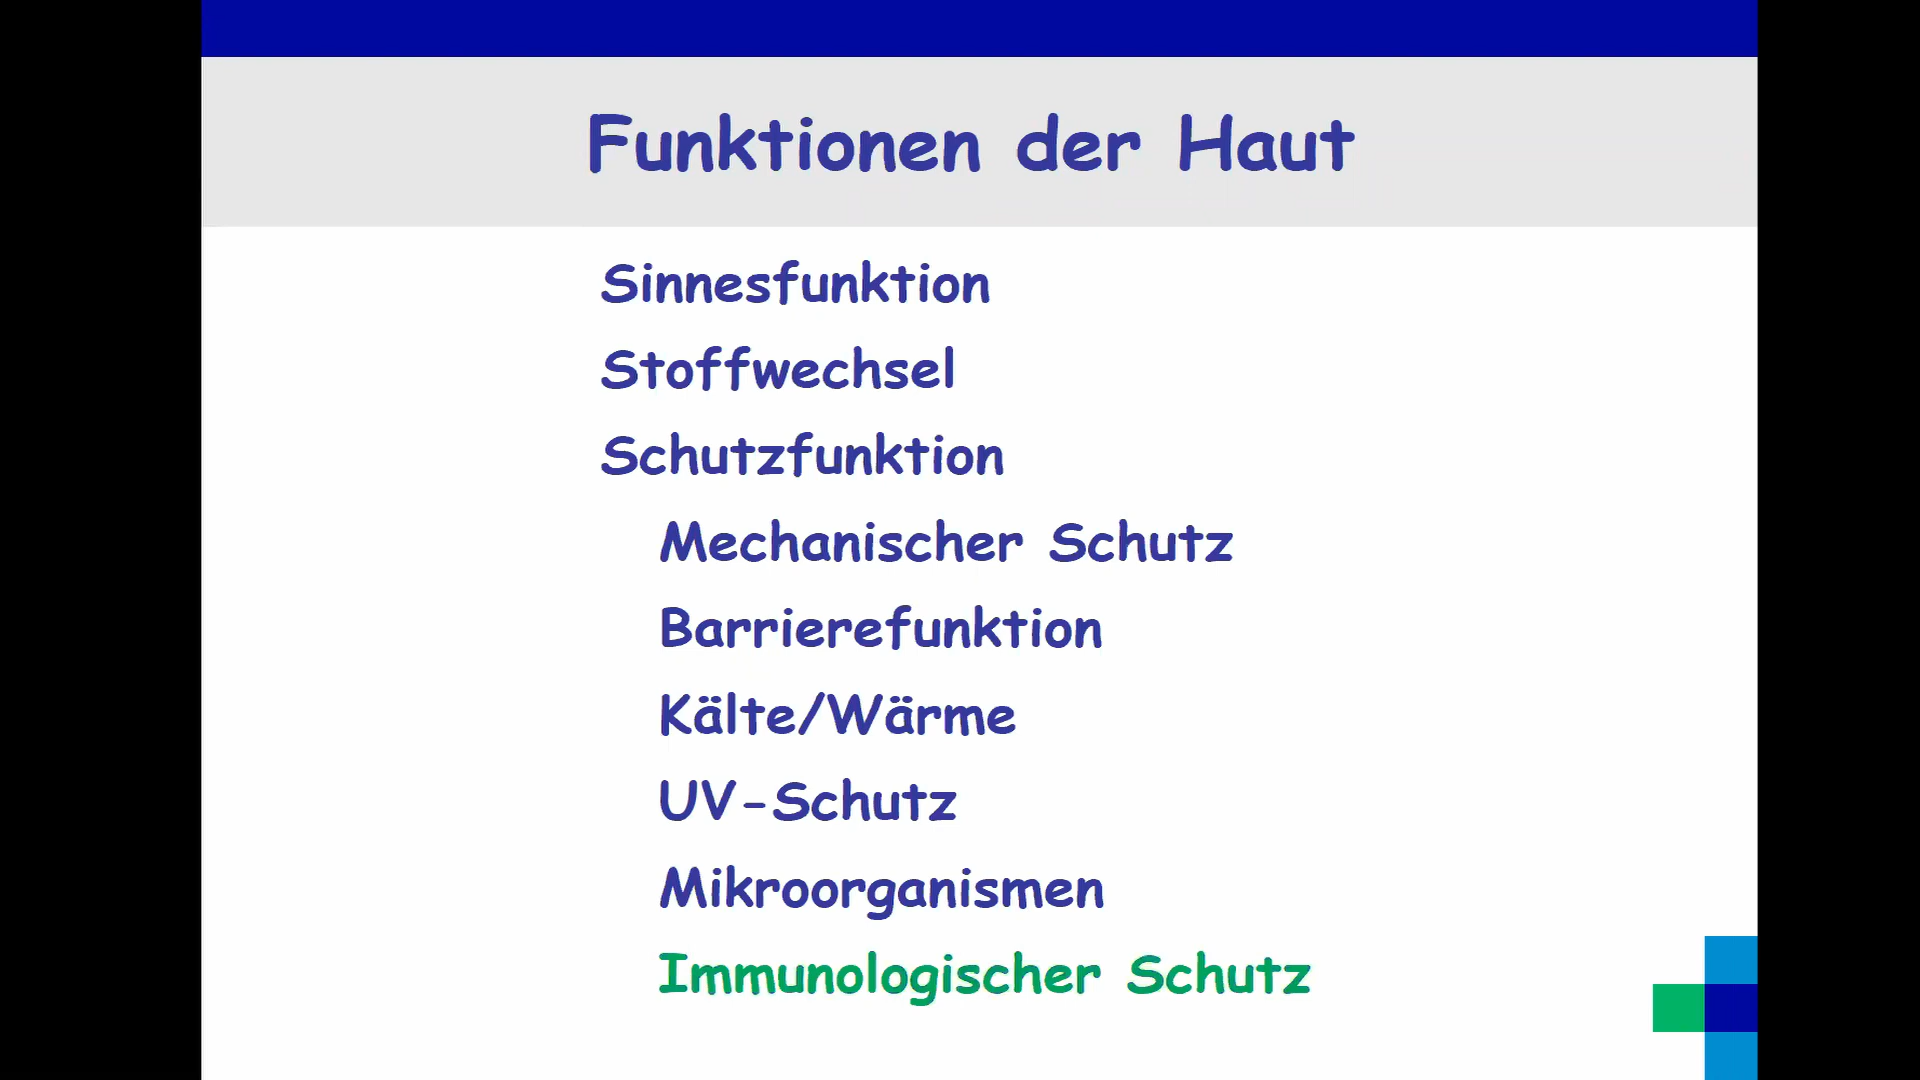 Funktionen der Haut
Sinnesfunktion
Stoffwechsel
Schutzfunktion
Mechanischer Schutz
Barrierefunktion
Kälte/Wärme
UV-Schutz
Mikroorganismen
Immunologischer Schutz